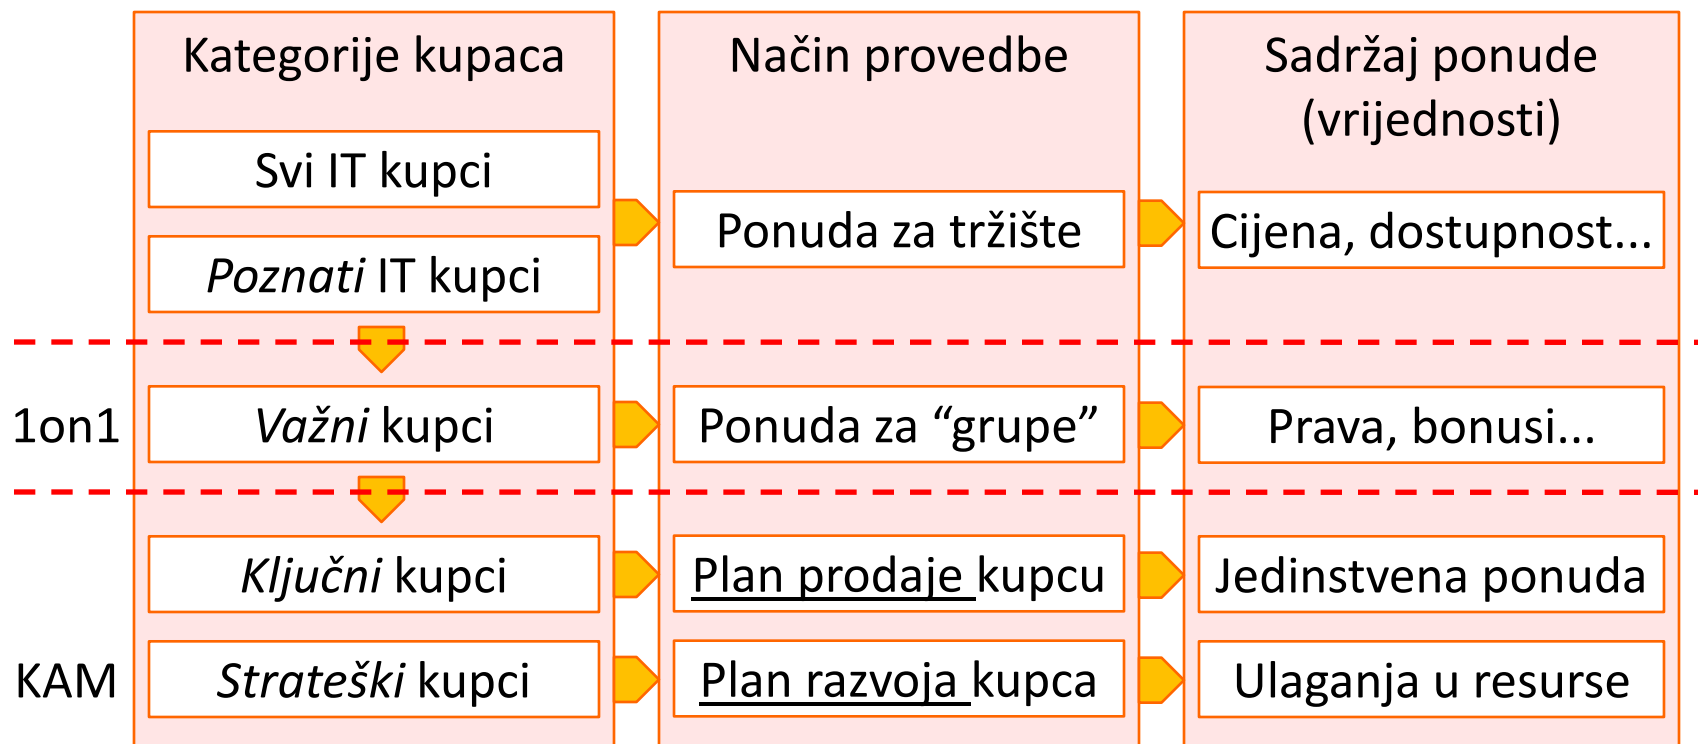 Kategorije kupaca
Način provedbe
Sadržaj ponude
(vrijednosti)
Svi IT kupci
Poznati IT kupci
Ponuda za tržište
Cijena, dostupnost...
1on1
Važni kupci
Ponuda za “grupe”
Prava, bonusi...
Ključni kupci
Plan prodaje kupcu
Jedinstvena ponuda
KAM
Strateški kupci
Plan razvoja kupca
Ulaganja u resurse